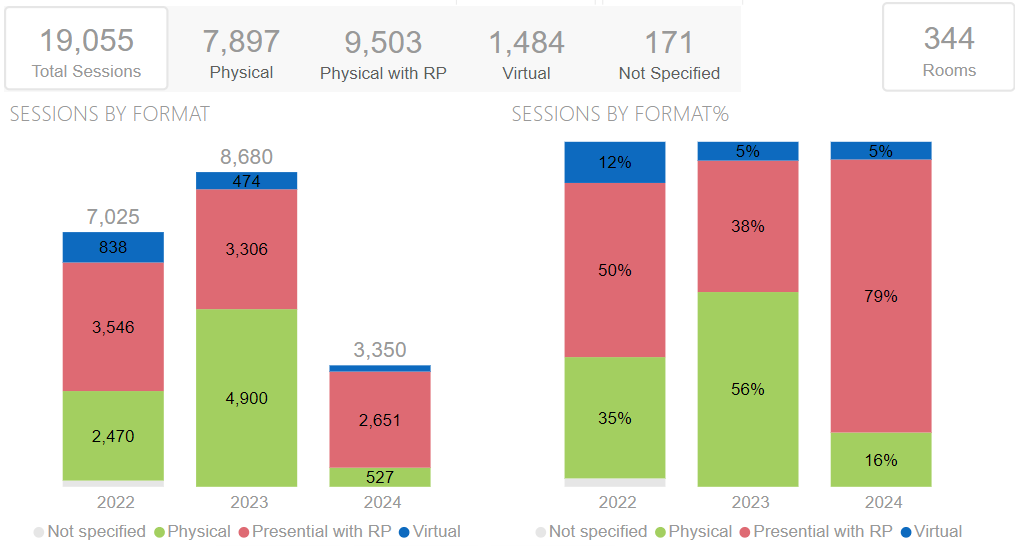 19,055
Total Sessions
7,897
Physical
9,503
Physical with RP
1,484
Virtual
171
Not Specified
344
Rooms
SESSIONS BY FORMAT
8,680
474
7,025
838
3,306
3,546
3,350
4,900
2,651
2,470
527
2022 2023 2024
Not specified Physical Presential with RP Virtual
SESSIONS BY FORMAT%
12% 5% 5%
38%
50%
79%
56%
35%
16%
2022 2023 2024
Not specified Physical Presential with RP Virtual